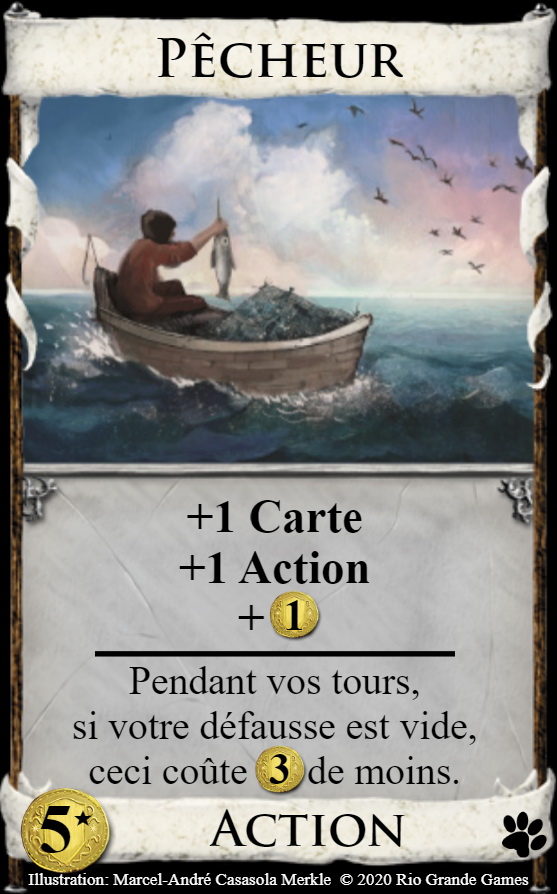 Pêcheur
+1 Carte
+1 Action
+ 1
Pendant vos tours,
si votre défausse est vide,
ceci coûte 3 de moins.
5* Action
Illustration: Marcel-André Casasola Merkle © 2020 Rio Grande Games